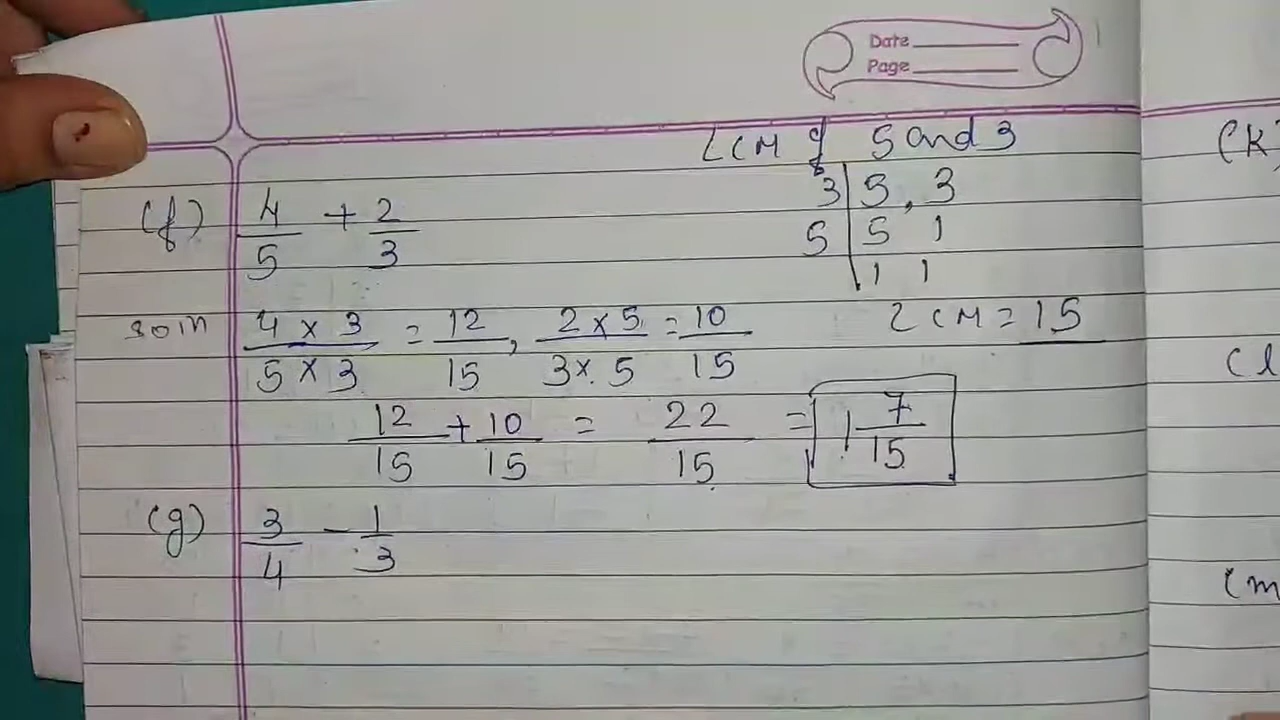 Date
Page
LCM of 5 and 3
(f) 4/5 + 2/3
3 | 5, 3
5 | 5 1
| 1 1
LCM = 15
soln 4 × 3 / 5 × 3 = 12/15, 2 × 5 / 3 × 5 = 10/15
12/15 + 10/15 = 22/15 = 1 7/15
(g) 3/4 - 1/3
(k)
(l
(m